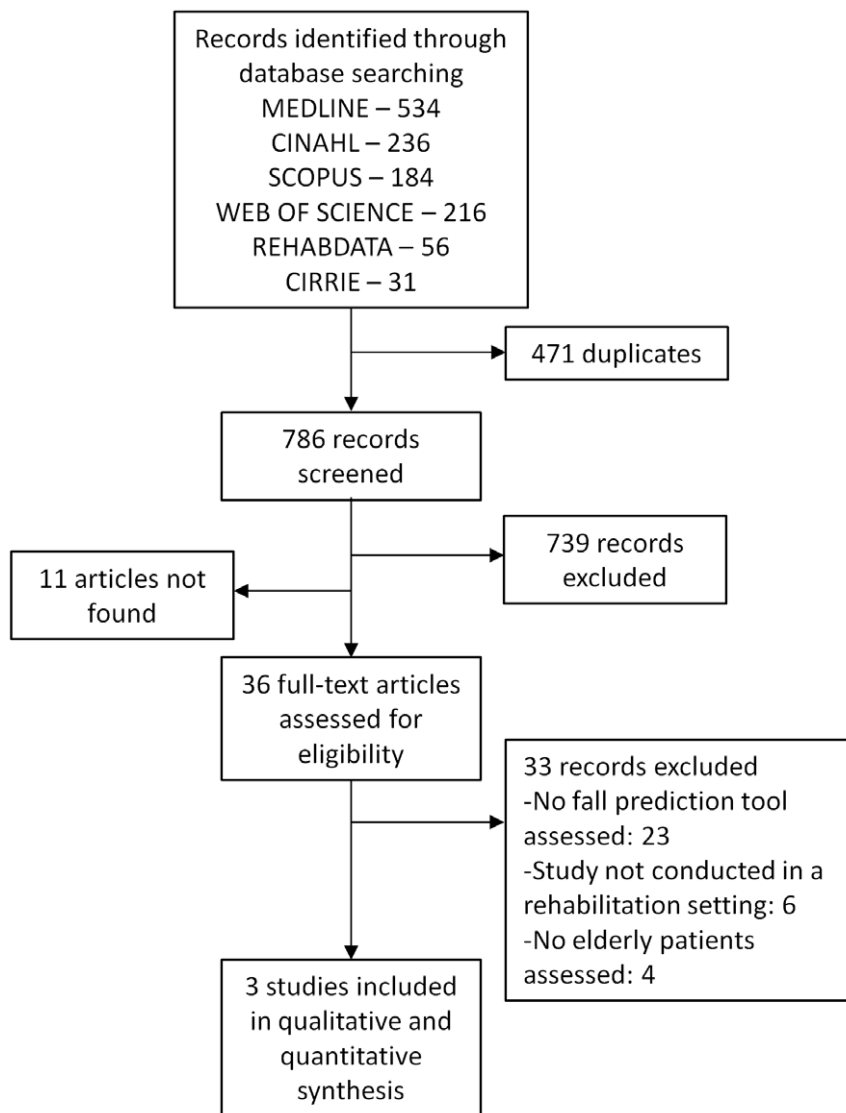 Records identified through
database searching
MEDLINE – 534
CINAHL – 236
SCOPUS – 184
WEB OF SCIENCE – 216
REHABDATA – 56
CIRRIE – 31
471 duplicates
786 records
screened
739 records
excluded
11 articles not
found
36 full-text articles
assessed for
eligibility
33 records excluded
-No fall prediction tool
assessed: 23
-Study not conducted in a
rehabilitation setting: 6
-No elderly patients
assessed: 4
3 studies included
in qualitative and
quantitative
synthesis